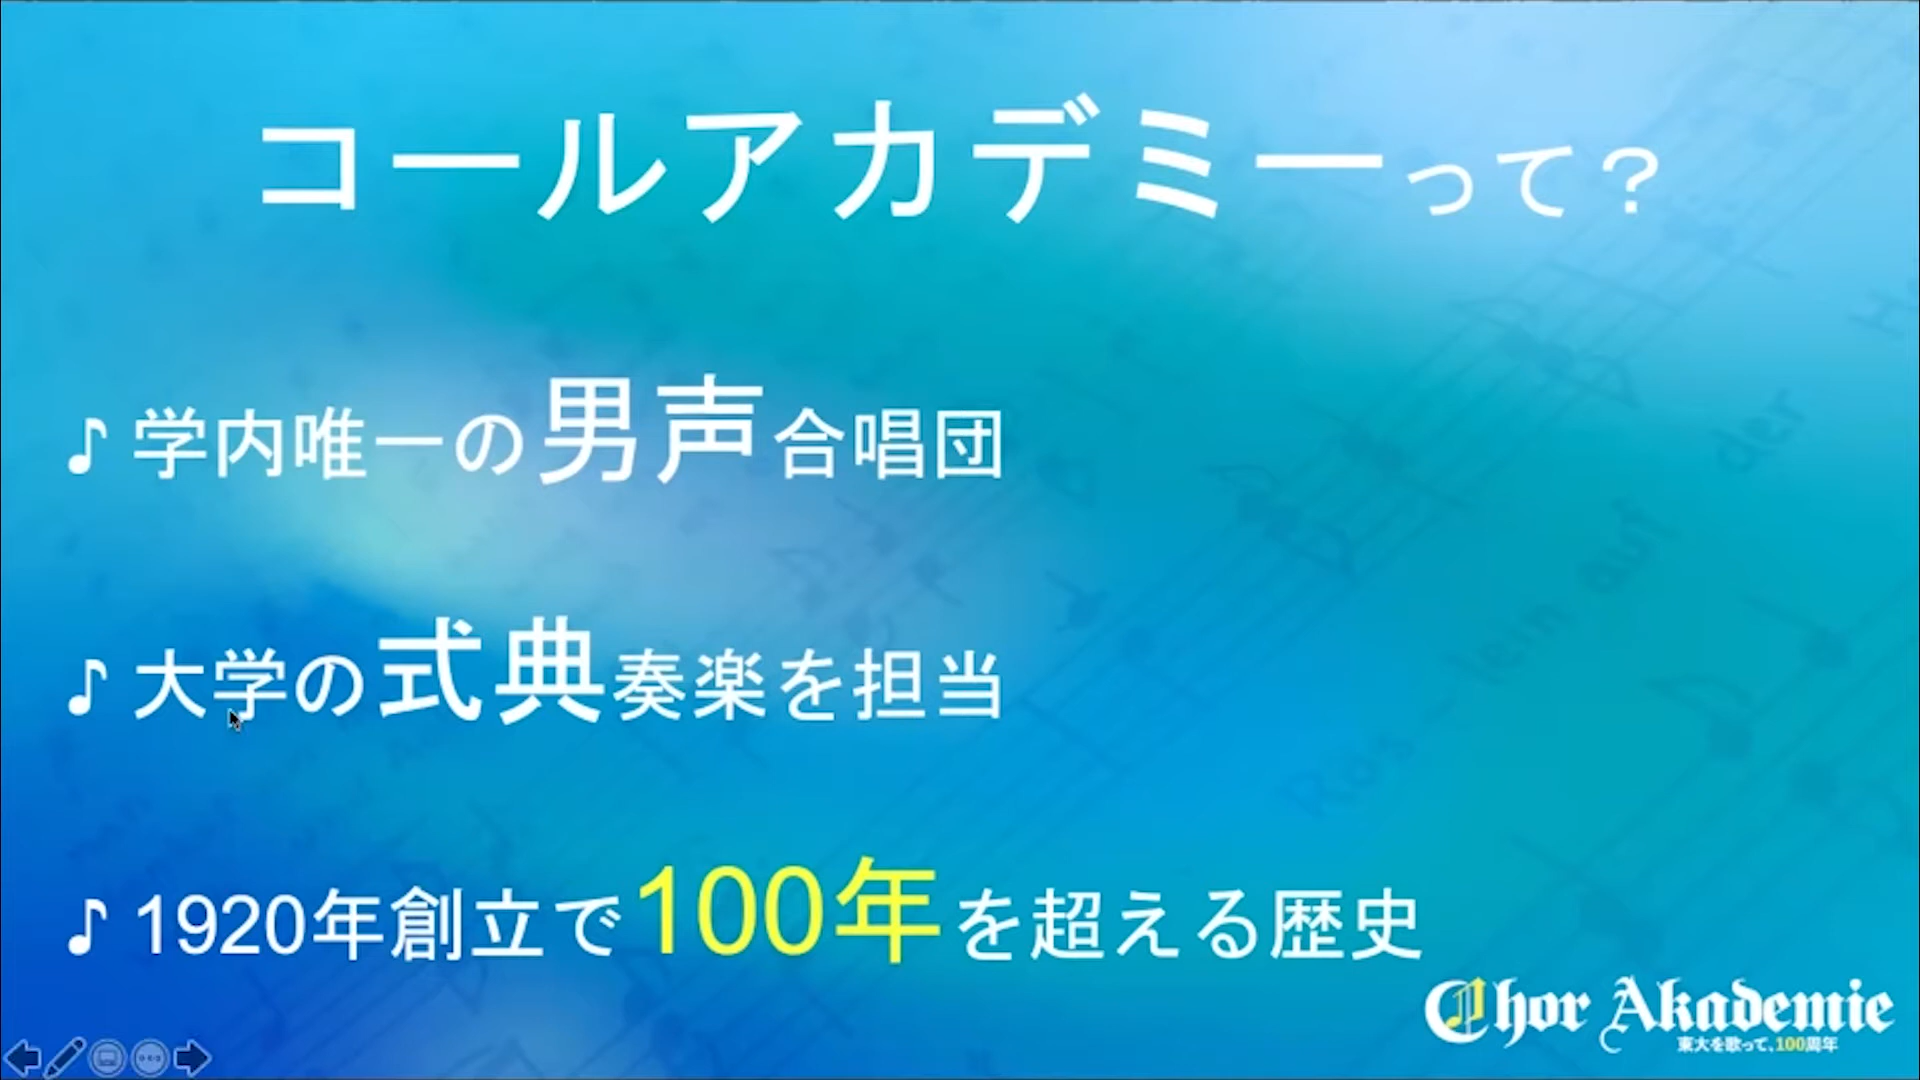 コールアカデミーって？
♪ 学内唯一の男声合唱団
♪ 大学の式典奏楽を担当
♪ 1920年創立で100年を超える歴史
Chor Akademie
東大を歌って、100周年
der
lein auf